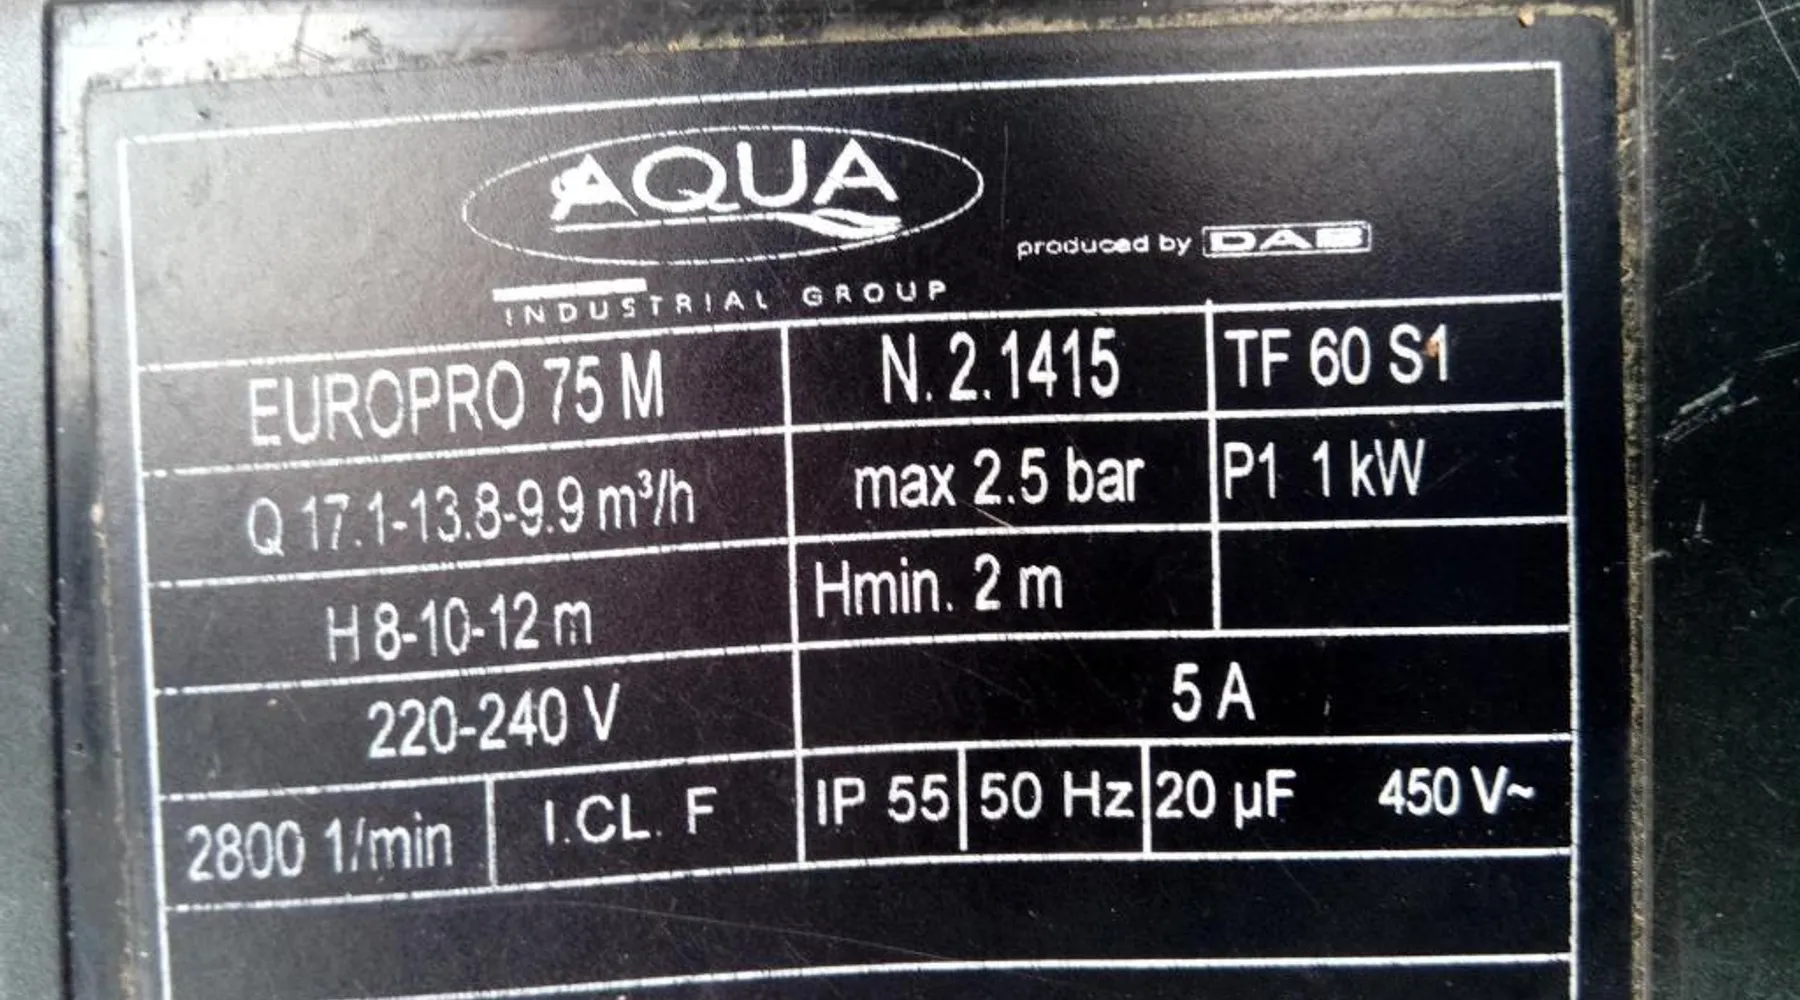 AQUA
produced by DAB
INDUSTRIAL GROUP
EUROPRO 75 M N. 2.1415 TF 60 S1
Q 17.1-13.8-9.9 m³/h max 2.5 bar P1 1 kW
H 8-10-12 m Hmin. 2 m
220-240 V 5 A
2800 1/min I.CL. F IP 55 50 Hz 20 µF 450 V~